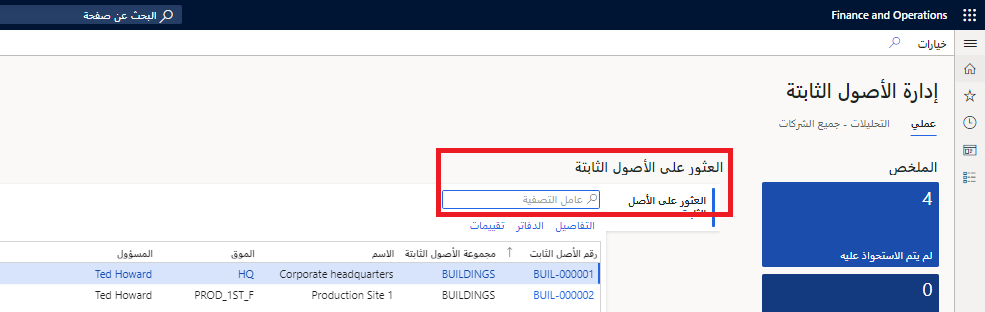 Finance and Operations
البحث عن صفحة
خيارات
إدارة الأصول الثابتة
عملي
التحليلات - جميع الشركات
الملخص
4
لم يتم الاستحواذ عليه
0
العثور على الأصول الثابتة
العثور على الأصل
عامل التصفية
التفاصيل الدفاتر تقييمات
رقم الأصل الثابت ↑ مجموعة الأصول الثابتة الاسم الموق المسؤول
BUIL-000001 BUILDINGS Corporate headquarters HQ Ted Howard
BUIL-000002 BUILDINGS Production Site 1 PROD_1ST_F Ted Howard